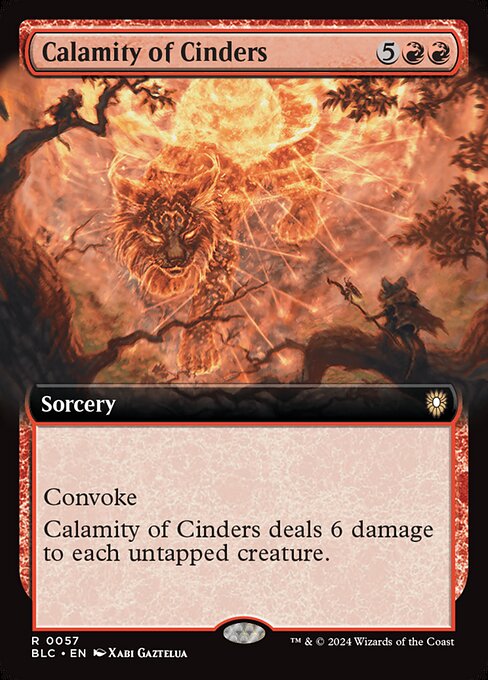 Calamity of Cinders 5
Sorcery
Convoke
Calamity of Cinders deals 6 damage
to each untapped creature.
R 0057
BLC • EN Xabi Gaztelua
™ & © 2024 Wizards of the Coast